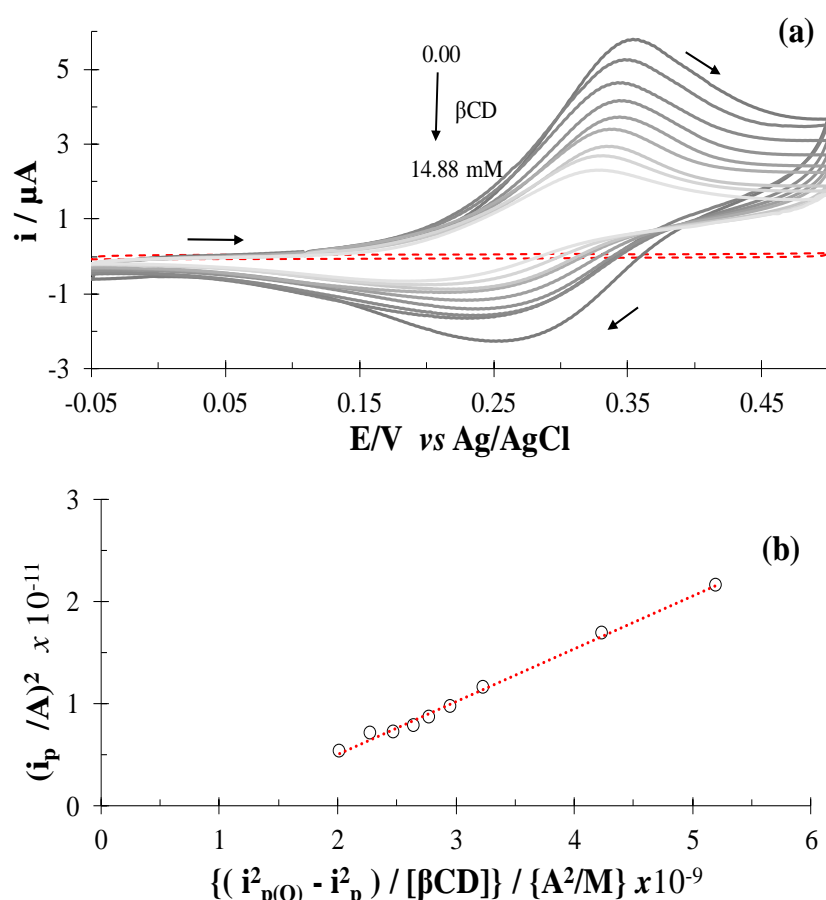 (a)
5
3
1
-1
-3
i / µA
0.00
βCD
14.88 mM
-0.05 0.05 0.15 0.25 0.35 0.45
E/V vs Ag/AgCl
(b)
3
2
1
0
(ip /A)² x 10⁻¹¹
0 1 2 3 4 5 6
{( i²p(O) - i²p ) / [βCD]} / {A²/M} x10⁻⁹